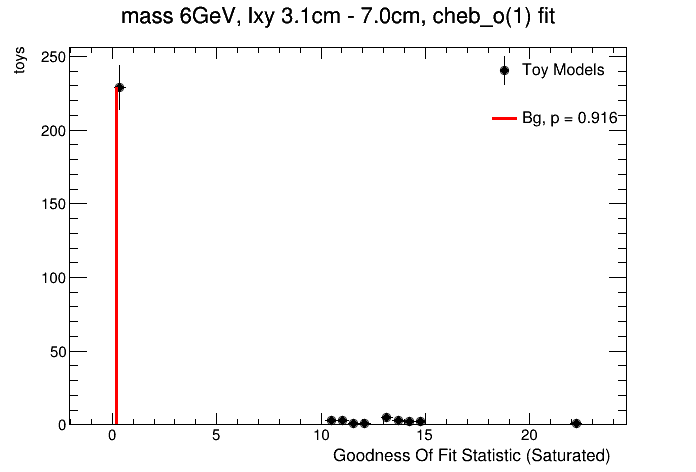 mass 6GeV, lxy 3.1cm - 7.0cm, cheb_o(1) fit
toys
250
200
150
100
50
0
Toy Models
Bg, p = 0.916
0 5 10 15 20
Goodness Of Fit Statistic (Saturated)